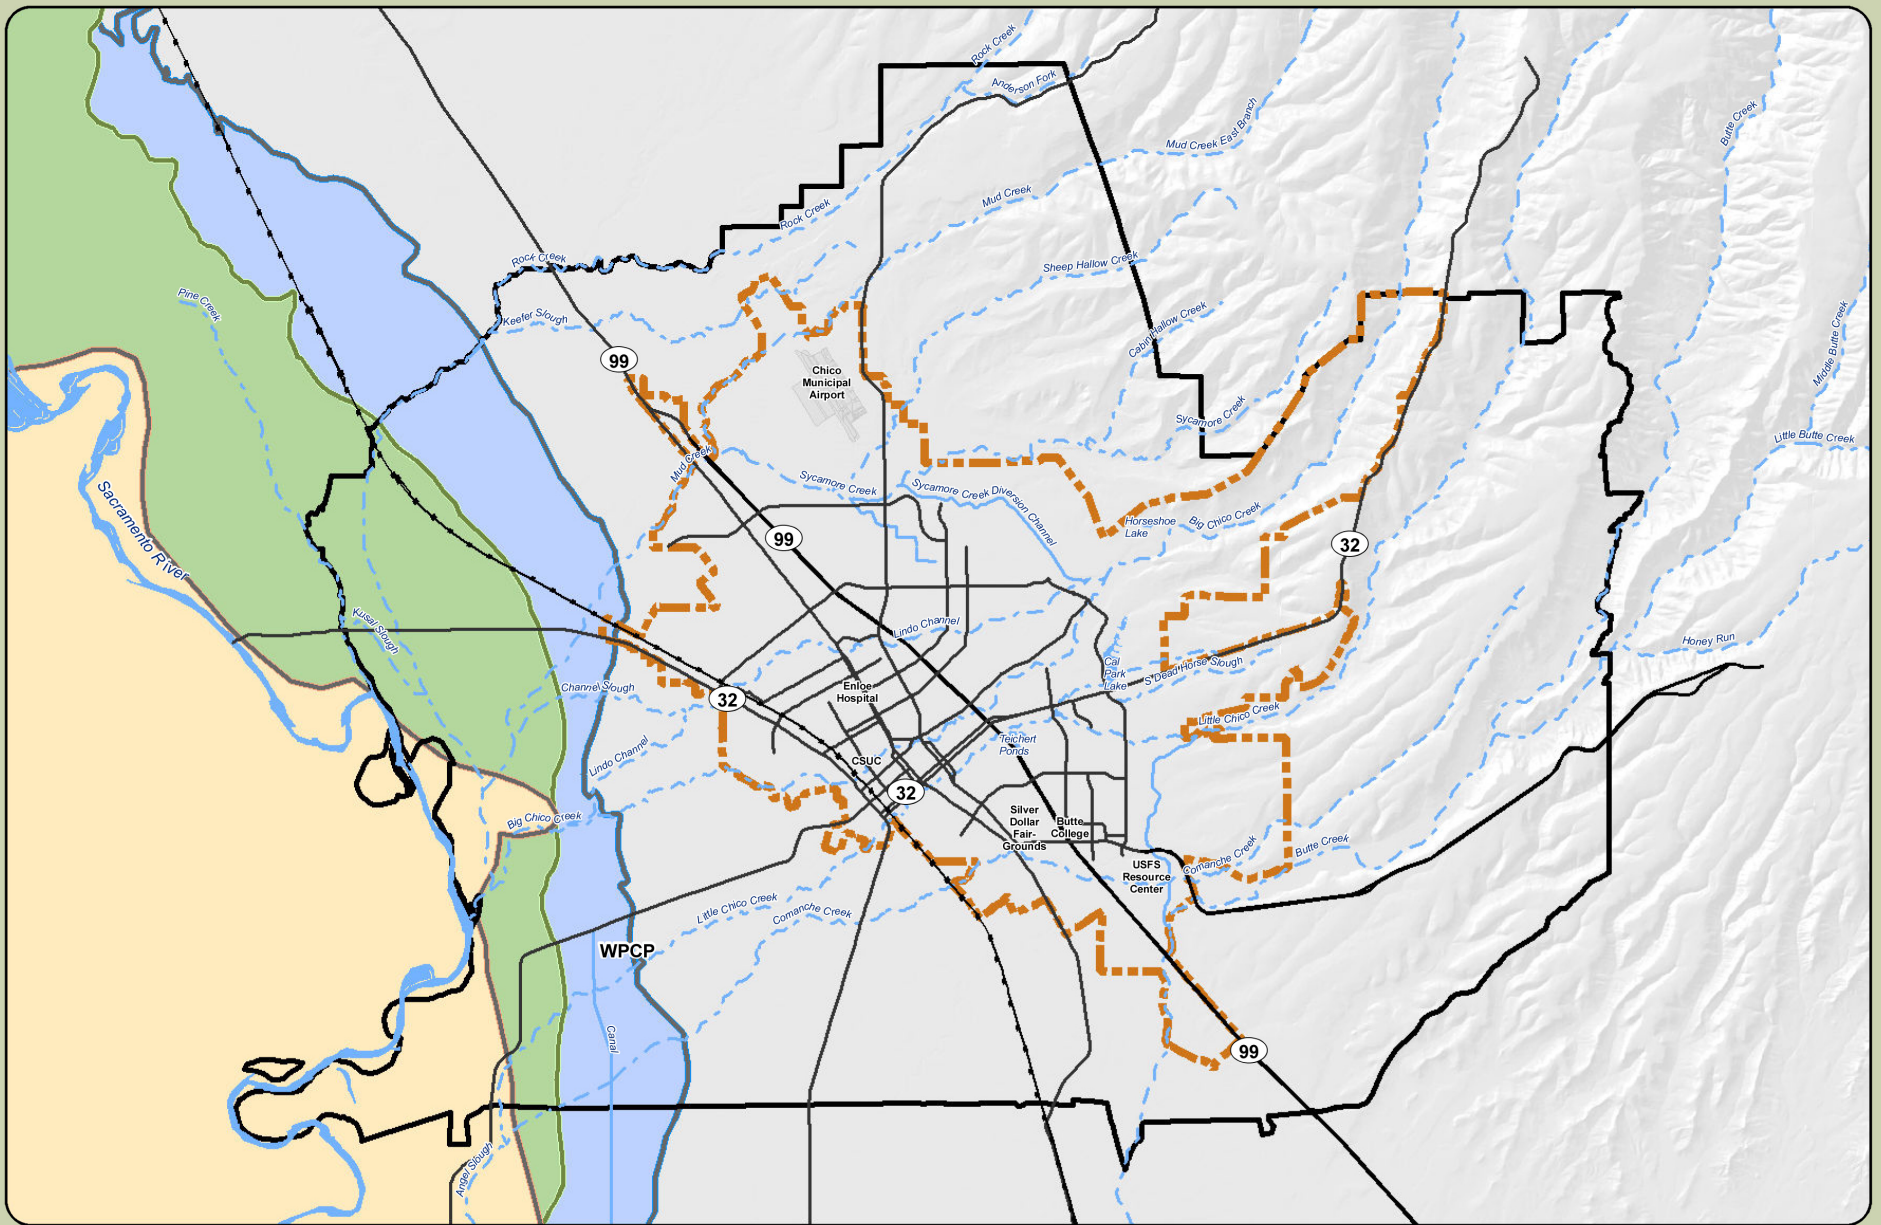 Rock Creek
Anderson Fork
Mud Creek East Branch
Butte Creek
Mud Creek
Rock Creek
Rock Creek
Sheep Hallow Creek
Pine Creek
Keefer Slough
Cabin Hallow Creek
Middle Butte Creek
99
Chico
Municipal
Airport
Sycamore Creek
Little Butte Creek
Mud Creek
Sycamore Creek
Sycamore Creek Diversion Channel
Sacramento River
Horseshoe
Lake
Big Chico Creek
99
32
Kusal Slough
Lindo Channel
Honey Run
Cal
Park
Lake
S Dead Horse Slough
Channel Slough
Enloe
Hospital
32
Little Chico Creek
Lindo Channel
Teichert
Ponds
CSUC
32
Big Chico Creek
Silver
Dollar
Fair-
Grounds
Butte
College
Comanche Creek
Butte Creek
USFS
Resource
Center
Little Chico Creek
Comanche Creek
WPCP
Canal
99
Angel Slough